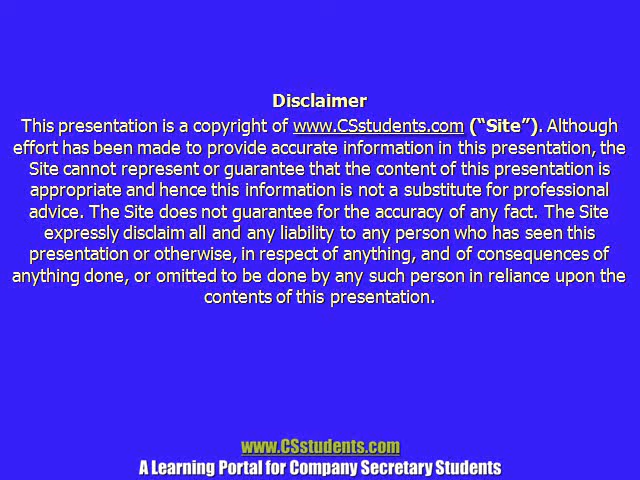 Disclaimer
This presentation is a copyright of www.CSstudents.com (“Site”). Although
effort has been made to provide accurate information in this presentation, the
Site cannot represent or guarantee that the content of this presentation is
appropriate and hence this information is not a substitute for professional
advice. The Site does not guarantee for the accuracy of any fact. The Site
expressly disclaim all and any liability to any person who has seen this
presentation or otherwise, in respect of anything, and of consequences of
anything done, or omitted to be done by any such person in reliance upon the
contents of this presentation.
www.CSstudents.com
A Learning Portal for Company Secretary Students